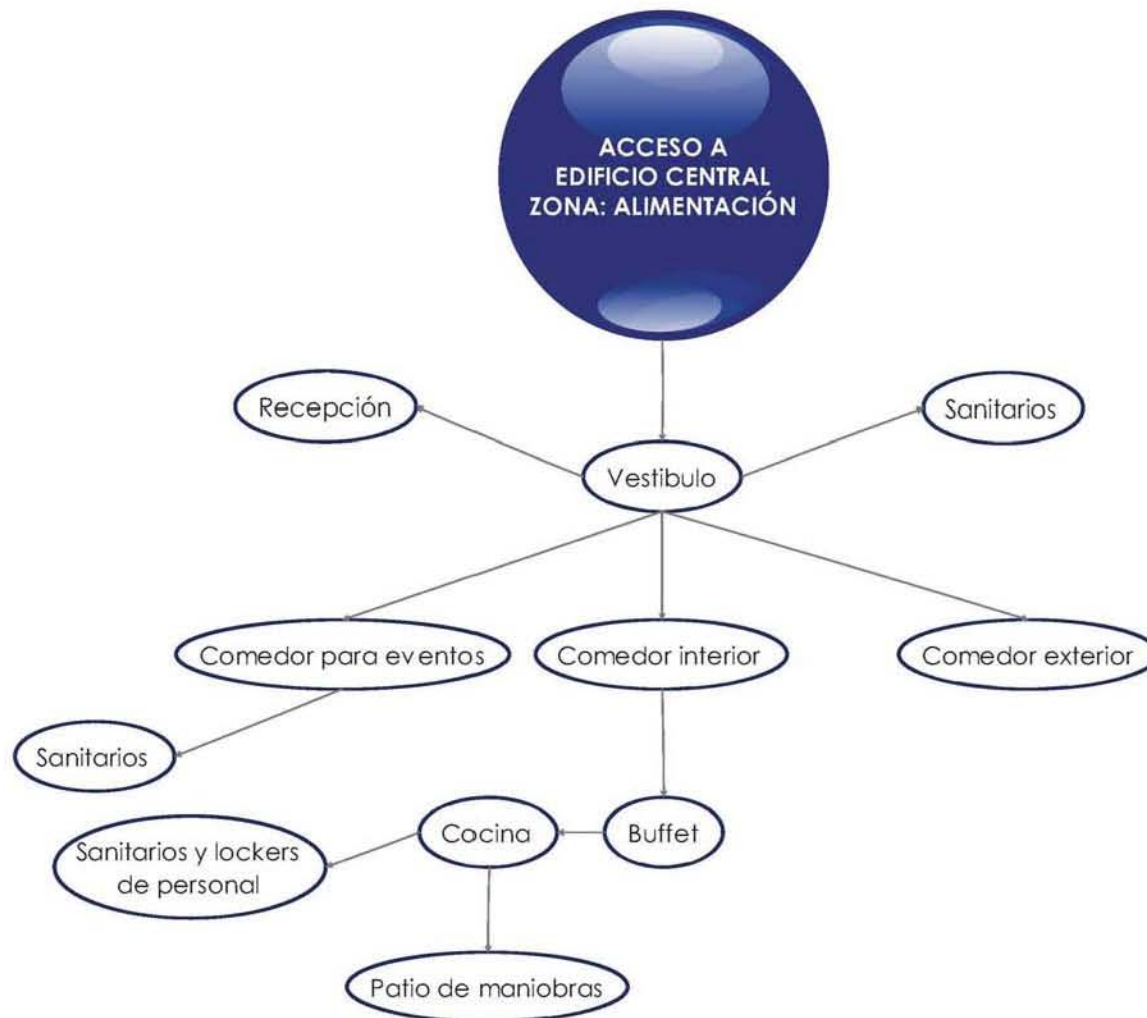 ACCESO A
EDIFICIO CENTRAL
ZONA: ALIMENTACIÓN
Recepción
Sanitarios
Vestibulo
Comedor para eventos
Comedor interior
Comedor exterior
Sanitarios
Sanitarios y lockers
de personal
Cocina
Buffet
Patio de maniobras